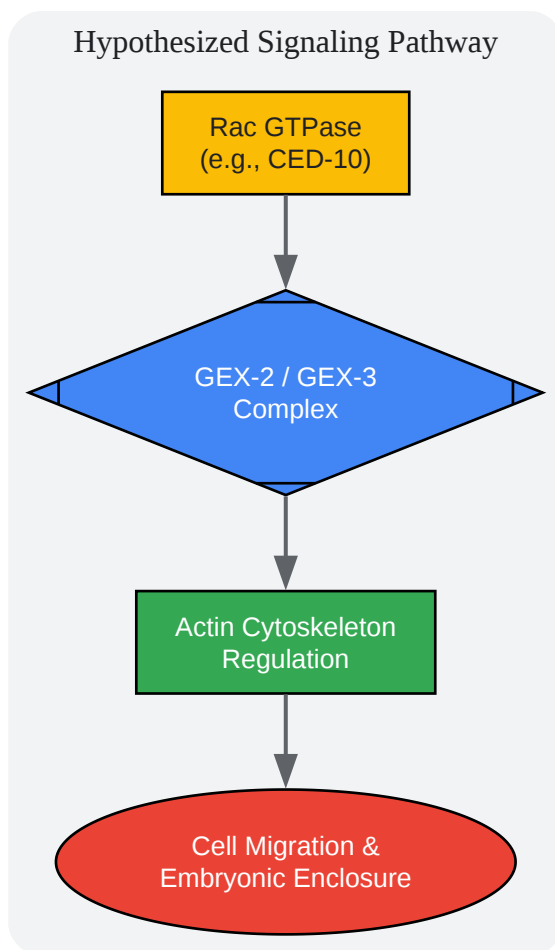 Hypothesized Signaling Pathway
Rac GTPase
(e.g., CED-10)
GEX-2 / GEX-3
Complex
Actin Cytoskeleton
Regulation
Cell Migration &
Embryonic Enclosure